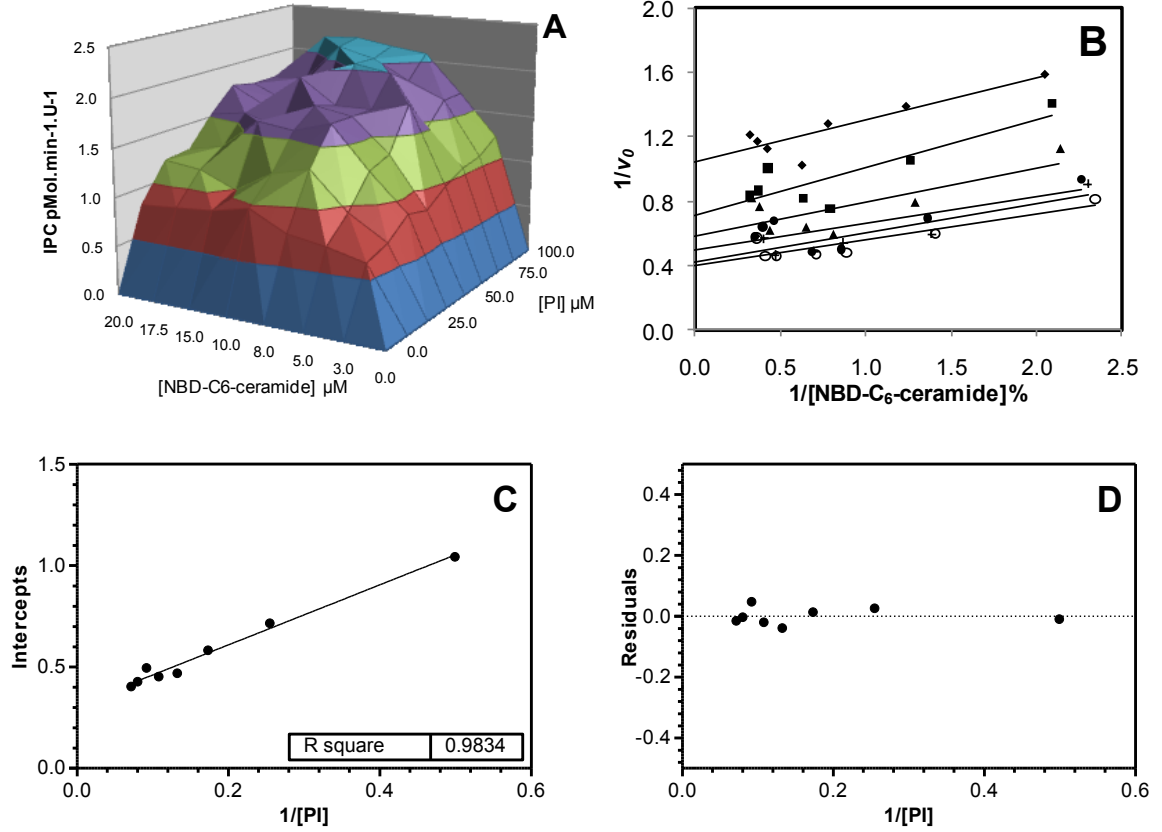 A
IPC pMol.min-1.U-1
2.5
2.0
1.5
1.0
0.5
0.0
20.0 17.5 15.0 10.0 8.0 5.0 3.0 0.0
[NBD-C6-ceramide] µM
0.0 25.0 50.0 75.0 100.0
[PI] µM
B
1/v0
2.0
1.6
1.2
0.8
0.4
0.0
0.0 0.5 1.0 1.5 2.0 2.5
1/[NBD-C6-ceramide]%
C
Intercepts
1.5
1.0
0.5
0.0
R square 0.9834
0.0 0.2 0.4 0.6
1/[PI]
D
Residuals
0.4
0.2
0.0
-0.2
-0.4
0.0 0.2 0.4 0.6
1/[PI]